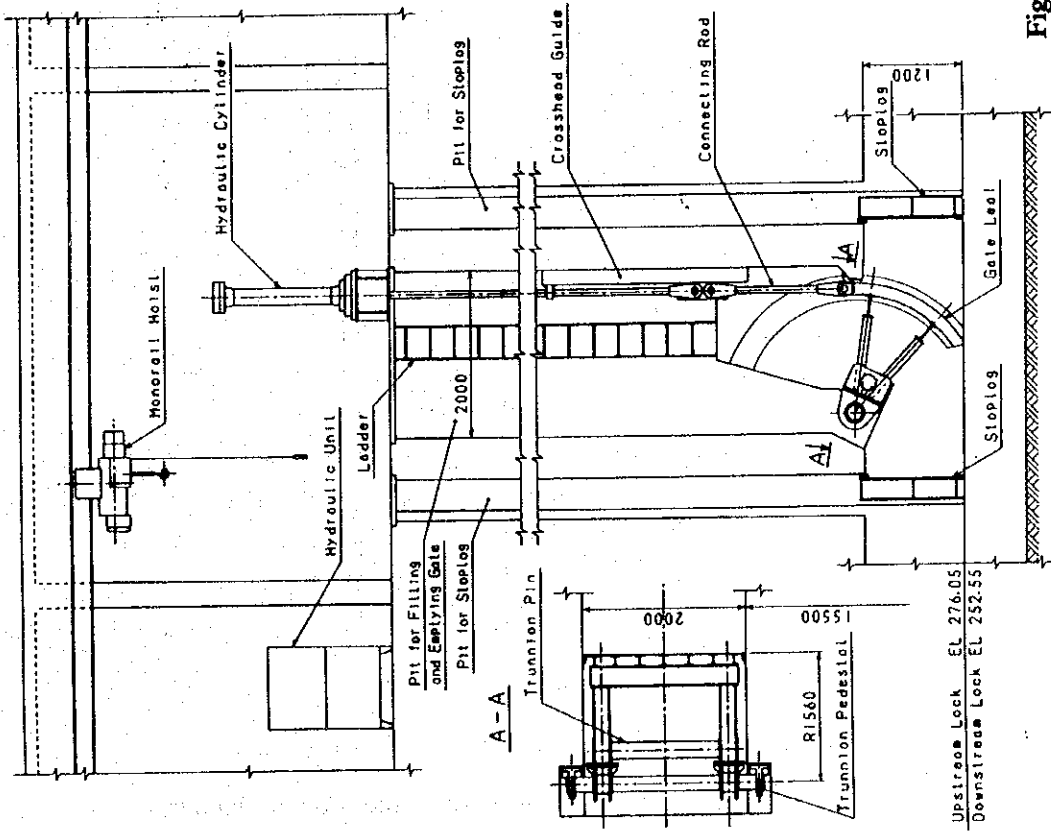 Monorail Hoist
Hydraulic Cylinder
Hydraulic Unit
Ladder
2000
Pit for Stoplog
Crosshead Guide
Connecting Rod
Pit for Filling
and Emptying Gate
Pit for Stoplog
1200
Stoplog
A
Gate Leaf
A
Stoplog
A-A
Trunnion Pin
2000
15500
R1560
Trunnion Pedestal
Upstream Lock EL 276.05
Downstream Lock EL 252.55
Fig